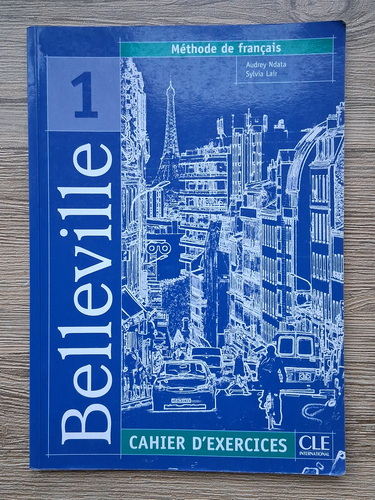 Méthode de français
Audrey Ndata
Sylvia Lair
1
Belleville
CAHIER D'EXERCICES
CLE
INTERNATIONAL